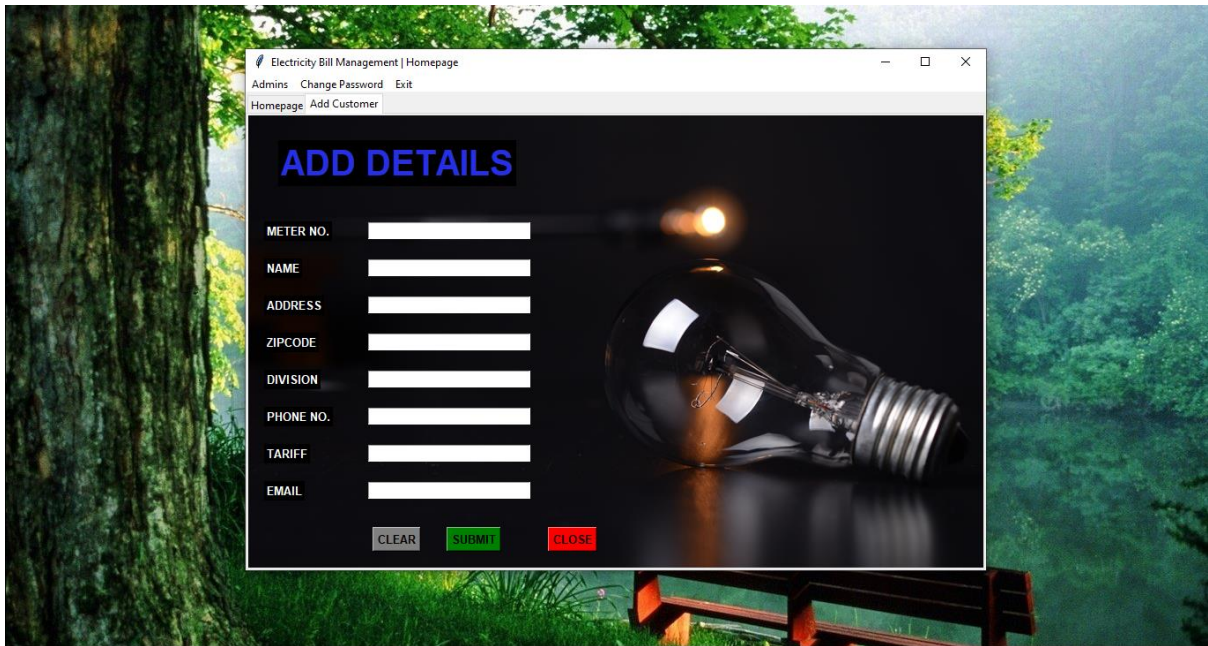 Electricity Bill Management | Homepage
Admins Change Password Exit
Homepage Add Customer
ADD DETAILS
METER NO.
NAME
ADDRESS
ZIPCODE
DIVISION
PHONE NO.
TARIFF
EMAIL
CLEAR SUBMIT CLOSE